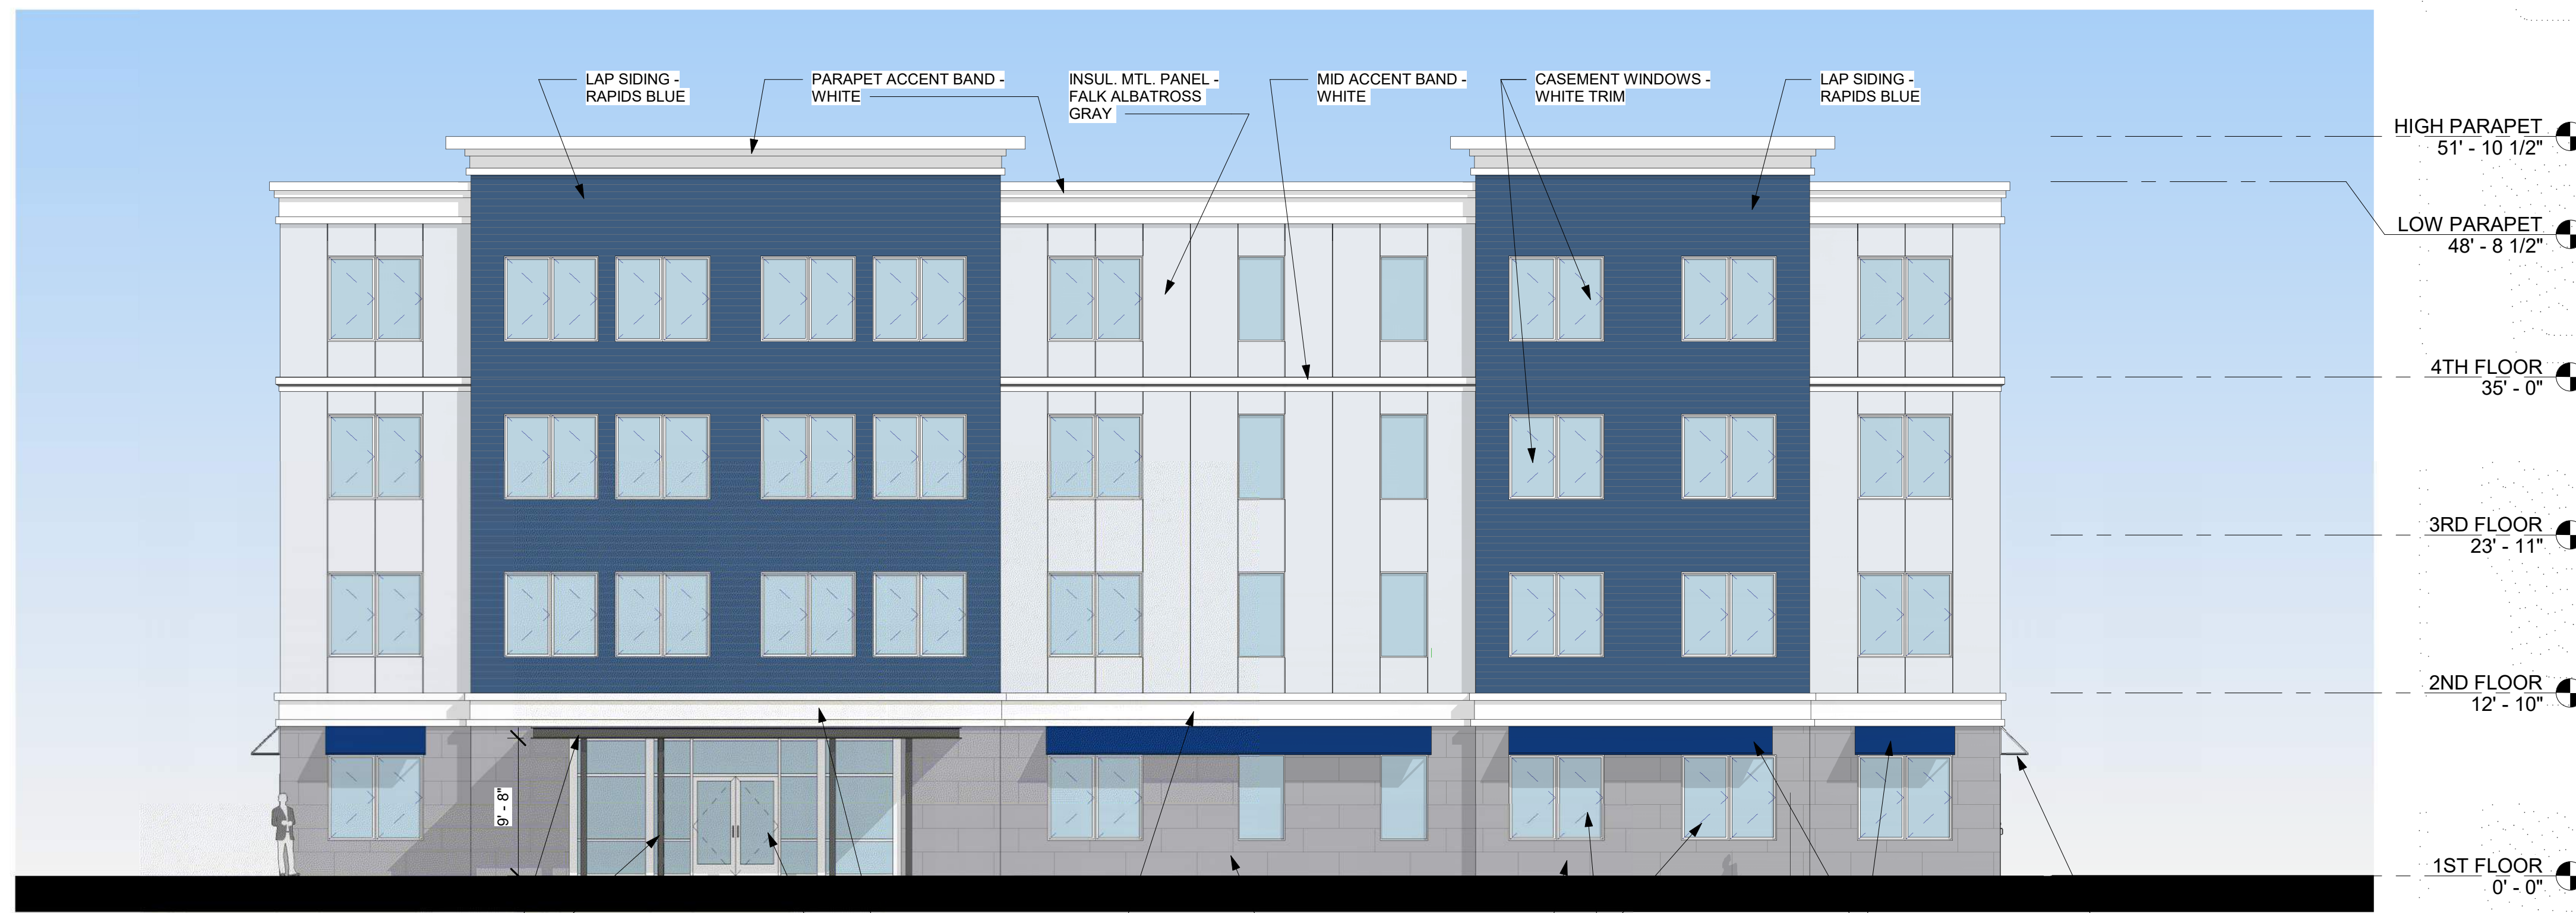 LAP SIDING -
RAPIDS BLUE
PARAPET ACCENT BAND -
WHITE
INSUL. MTL. PANEL -
FALK ALBATROSS
GRAY
MID ACCENT BAND -
WHITE
CASEMENT WINDOWS -
WHITE TRIM
LAP SIDING -
RAPIDS BLUE
HIGH PARAPET
51' - 10 1/2"
LOW PARAPET
48' - 8 1/2"
4TH FLOOR
35' - 0"
3RD FLOOR
23' - 11"
2ND FLOOR
12' - 10"
9' - 8"
1ST FLOOR
0' - 0"